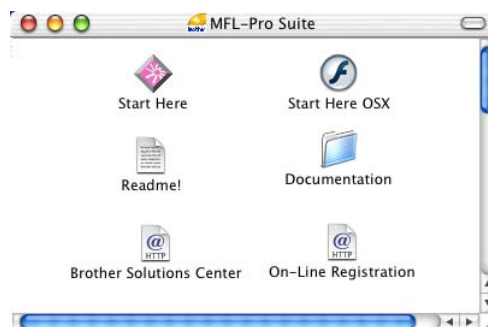 MFL-Pro Suite
Start Here
Start Here OSX
Readme!
Documentation
@
HTTP
@
HTTP
Brother Solutions Center
On-Line Registration